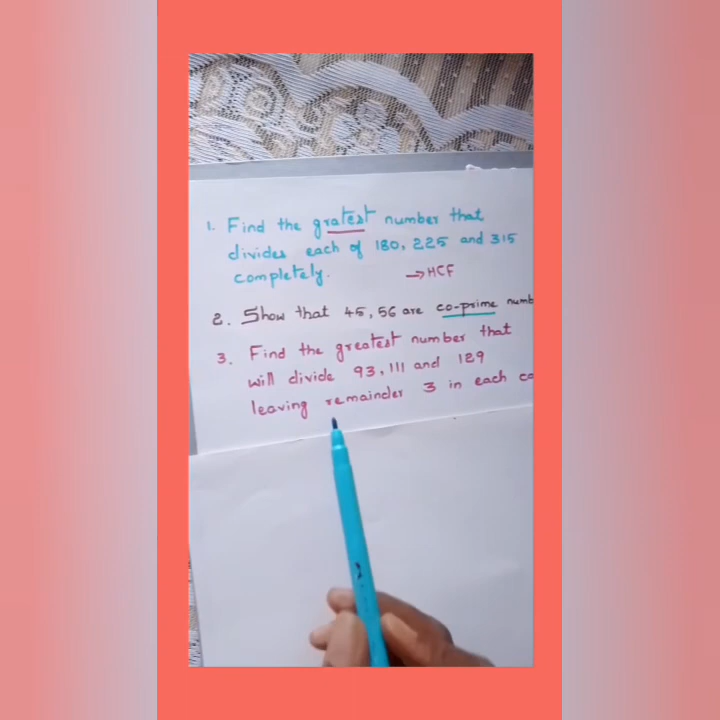 1. Find the gratest number that
divides each of 180, 225 and 315
completely. → HCF
2. Show that 45, 56 are co-prime numb
3. Find the greatest number that
will divide 93, 111 and 129
leaving remainder 3 in each ca